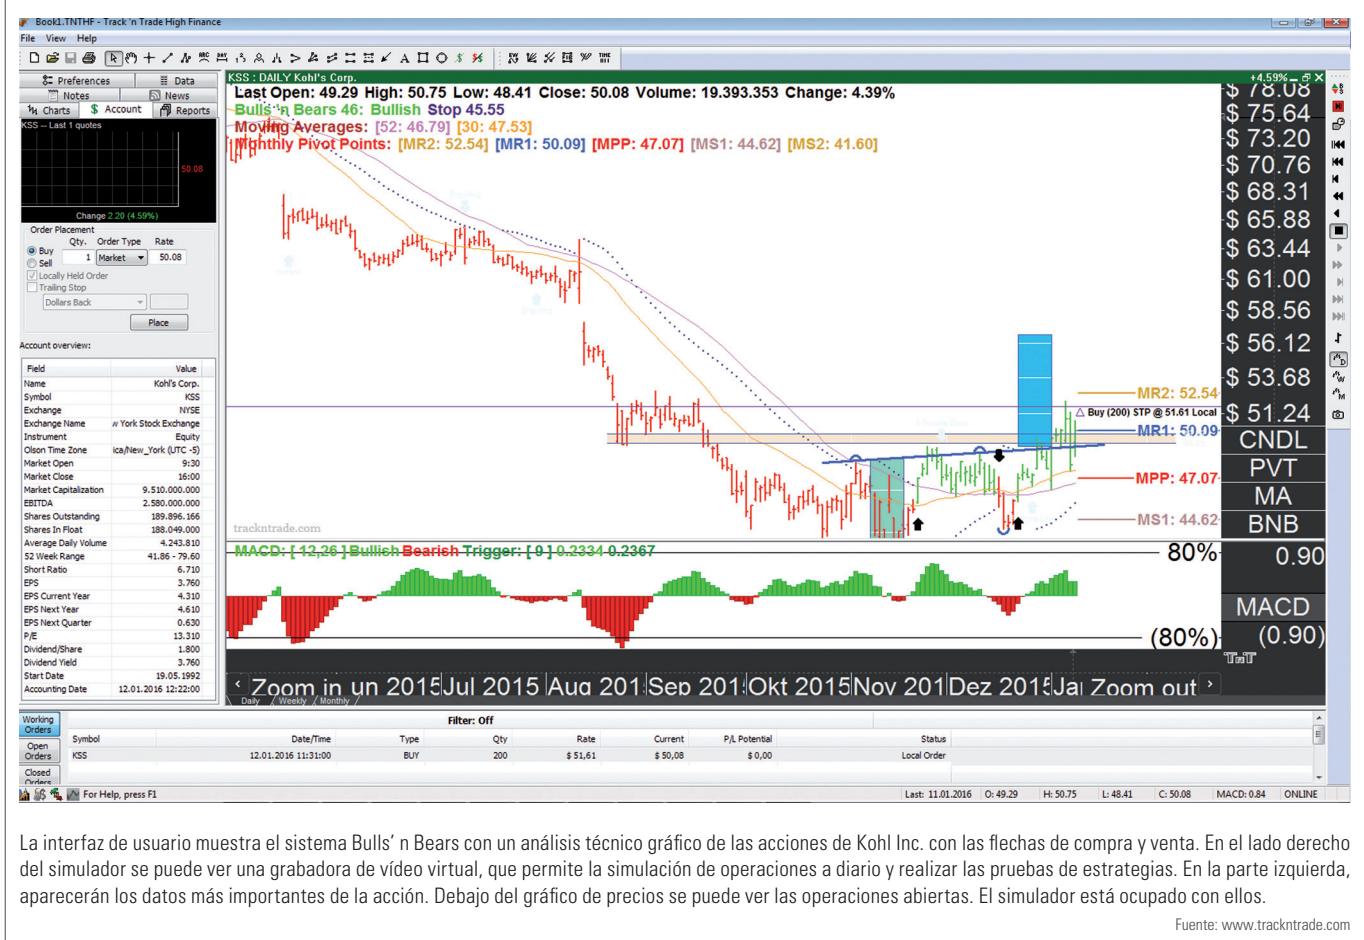 Book1.TNTHF - Track 'n Trade High Finance
File View Help
Preferences Data
Notes News
Charts $ Account Reports
KSS -- Last 1 quotes
50.08
Change 2.20 (4.59%)
Order Placement
Qty. Order Type Rate
Buy 1 Market 50.08
Sell
Locally Held Order
Trailing Stop
Dollars Back
Place
Account overview:
Field Value
Name Kohl's Corp.
Symbol KSS
Exchange NYSE
Exchange Name w York Stock Exchange
Instrument Equity
Olson Time Zone ica/New_York (UTC -5)
Market Open 9:30
Market Close 16:00
Market Capitalization 9.510.000.000
EBITDA 2.580.000.000
Shares Outstanding 189.896.166
Shares In Float 188.049.000
Average Daily Volume 4.243.810
52 Week Range 41.86 - 79.60
Short Ratio 6.710
EPS 3.760
EPS Current Year 4.310
EPS Next Year 4.610
EPS Next Quarter 0.630
P/E 13.310
Dividend/Share 1.800
Dividend Yield 3.760
Start Date 19.05.1992
Accounting Date 12.01.2016 12:22:00
KSS : DAILY Kohl's Corp. +4.59%
Last Open: 49.29 High: 50.75 Low: 48.41 Close: 50.08 Volume: 19.393.353 Change: 4.39%
Bulls 'n Bears 46: Bullish Stop 45.55
Moving Averages: [52: 46.79] [30: 47.53]
Monthly Pivot Points: [MR2: 52.54] [MR1: 50.09] [MPP: 47.07] [MS1: 44.62] [MS2: 41.60]
$ 78.08
$ 75.64
$ 73.20
$ 70.76
$ 68.31
$ 65.88
$ 63.44
$ 61.00
$ 58.56
$ 56.12
$ 53.68
$ 51.24
MR2: 52.54
Buy (200) STP @ 51.61 Local
MR1: 50.09
MPP: 47.07
MS1: 44.62
CNDL
PVT
MA
BNB
trackntrade.com
MACD: [ 12,26 ] Bullish Bearish Trigger: [ 9 ] 0.2334 0.2367
80% 0.90
MACD
(80%) (0.90)
TnT
Zoom in un 2015 Jul 2015 Aug 201 Sep 201 Okt 2015 Nov 201 Dez 2015 Ja Zoom out
Daily Weekly Monthly
Working Orders
Open Orders
Closed Orders
Filter: Off
Symbol Date/Time Type Qty Rate Current P/L Potential Status
KSS 12.01.2016 11:31:00 BUY 200 $ 51,61 $ 50,08 $ 0,00 Local Order
For Help, press F1 Last: 11.01.2016 O: 49.29 H: 50.75 L: 48.41 C: 50.08 MACD: 0.84 ONLINE
La interfaz de usuario muestra el sistema Bulls' n Bears con un análisis técnico gráfico de las acciones de Kohl Inc. con las flechas de compra y venta. En el lado derecho
del simulador se puede ver una grabadora de vídeo virtual, que permite la simulación de operaciones a diario y realizar las pruebas de estrategias. En la parte izquierda,
aparecerán los datos más importantes de la acción. Debajo del gráfico de precios se puede ver las operaciones abiertas. El simulador está ocupado con ellos.
Fuente: www.trackntrade.com